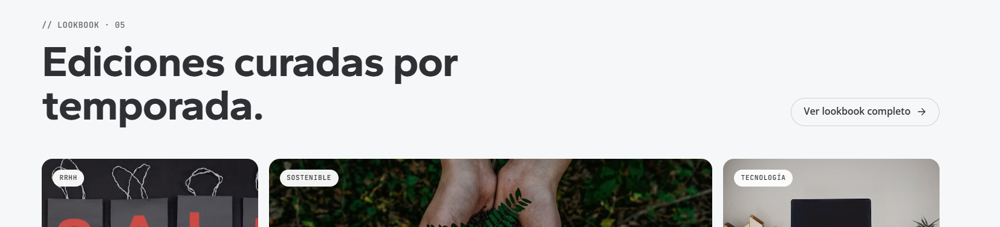 // LOOKBOOK · 05
Ediciones curadas por
temporada.
Ver lookbook completo →
RRHH
SOSTENIBLE
TECNOLOGÍA